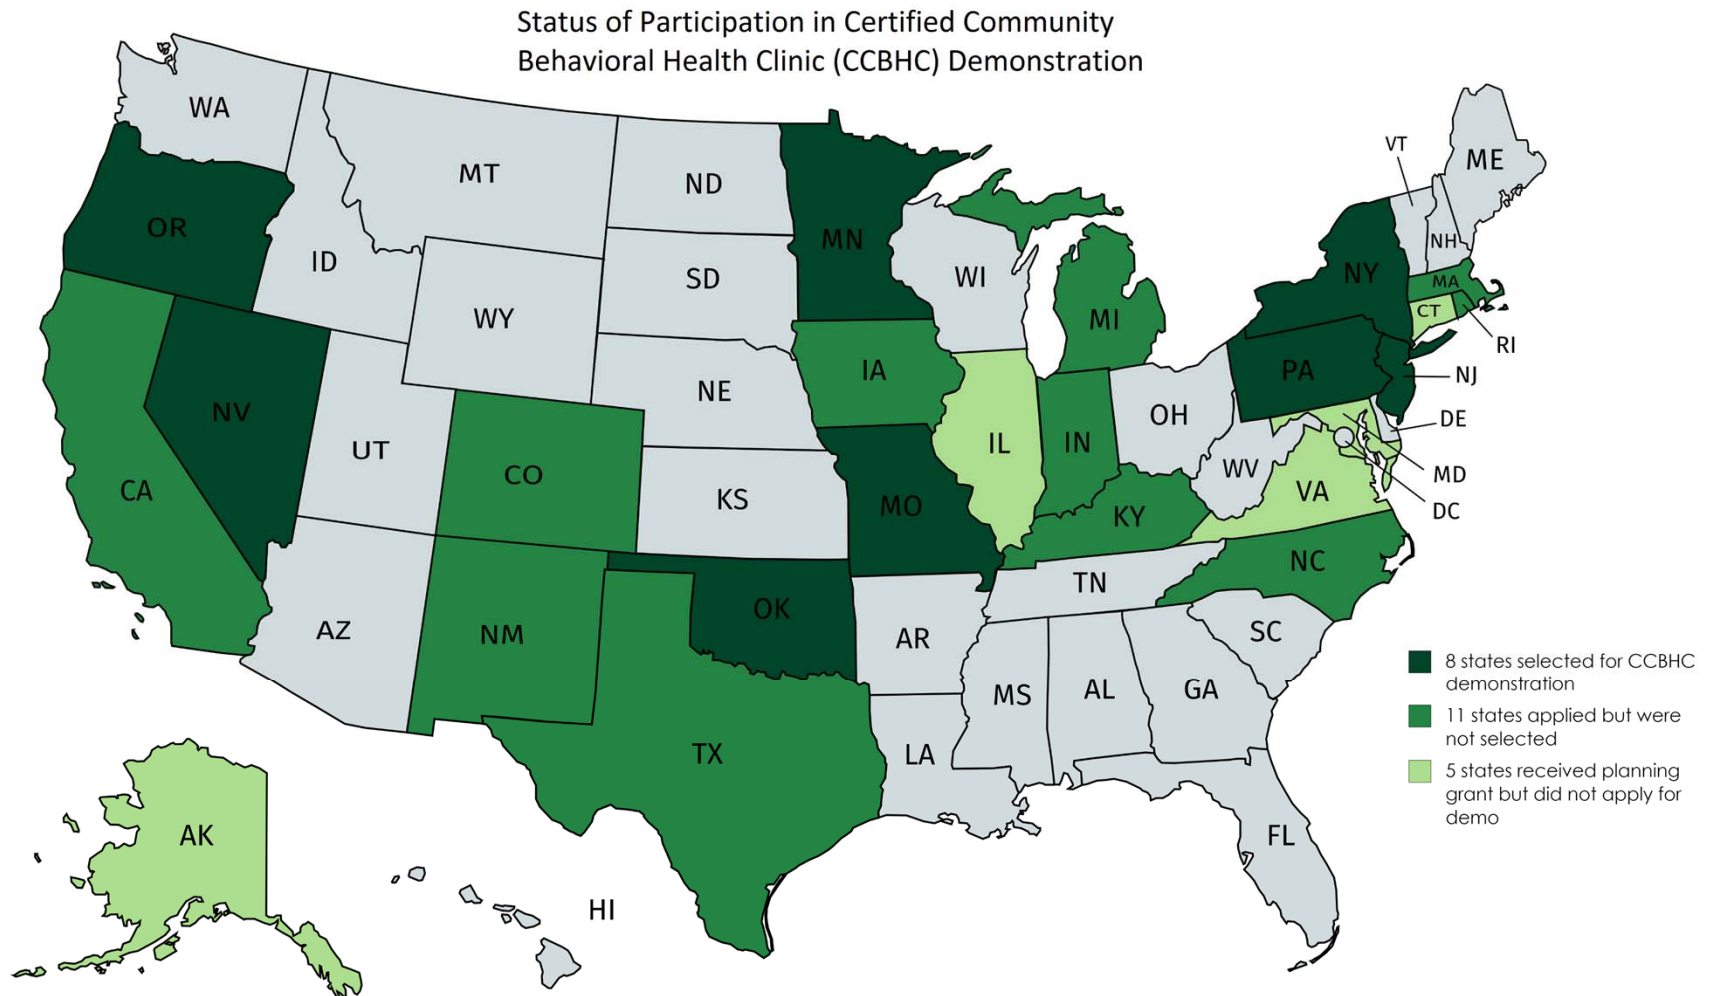 Status of Participation in Certified Community
Behavioral Health Clinic (CCBHC) Demonstration
WA
MT
ND
MN
VT
ME
OR
ID
SD
WI
NH
NY
MA
WY
MI
CT
RI
IA
PA
NJ
NV
NE
OH
DE
UT
CO
IL
IN
WV
MD
CA
KS
MO
KY
VA
DC
NC
TN
OK
AZ
NM
AR
SC
MS
AL
GA
TX
LA
FL
AK
HI
8 states selected for CCBHC
demonstration
11 states applied but were
not selected
5 states received planning
grant but did not apply for
demo